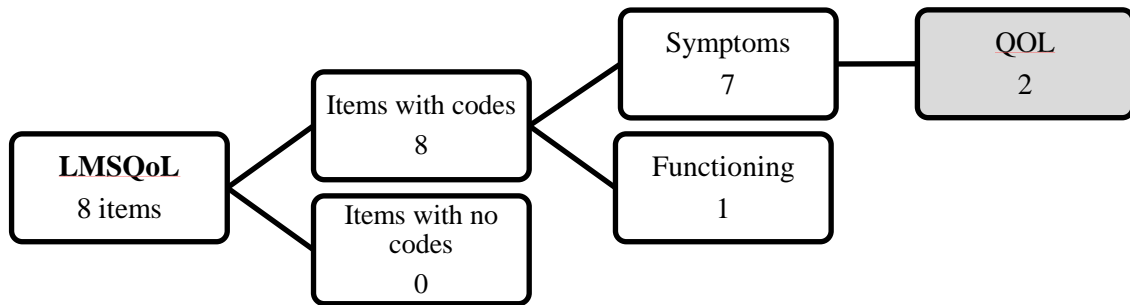 LMSQoL
8 items
Items with codes
8
Items with no
codes
0
Symptoms
7
Functioning
1
QOL
2